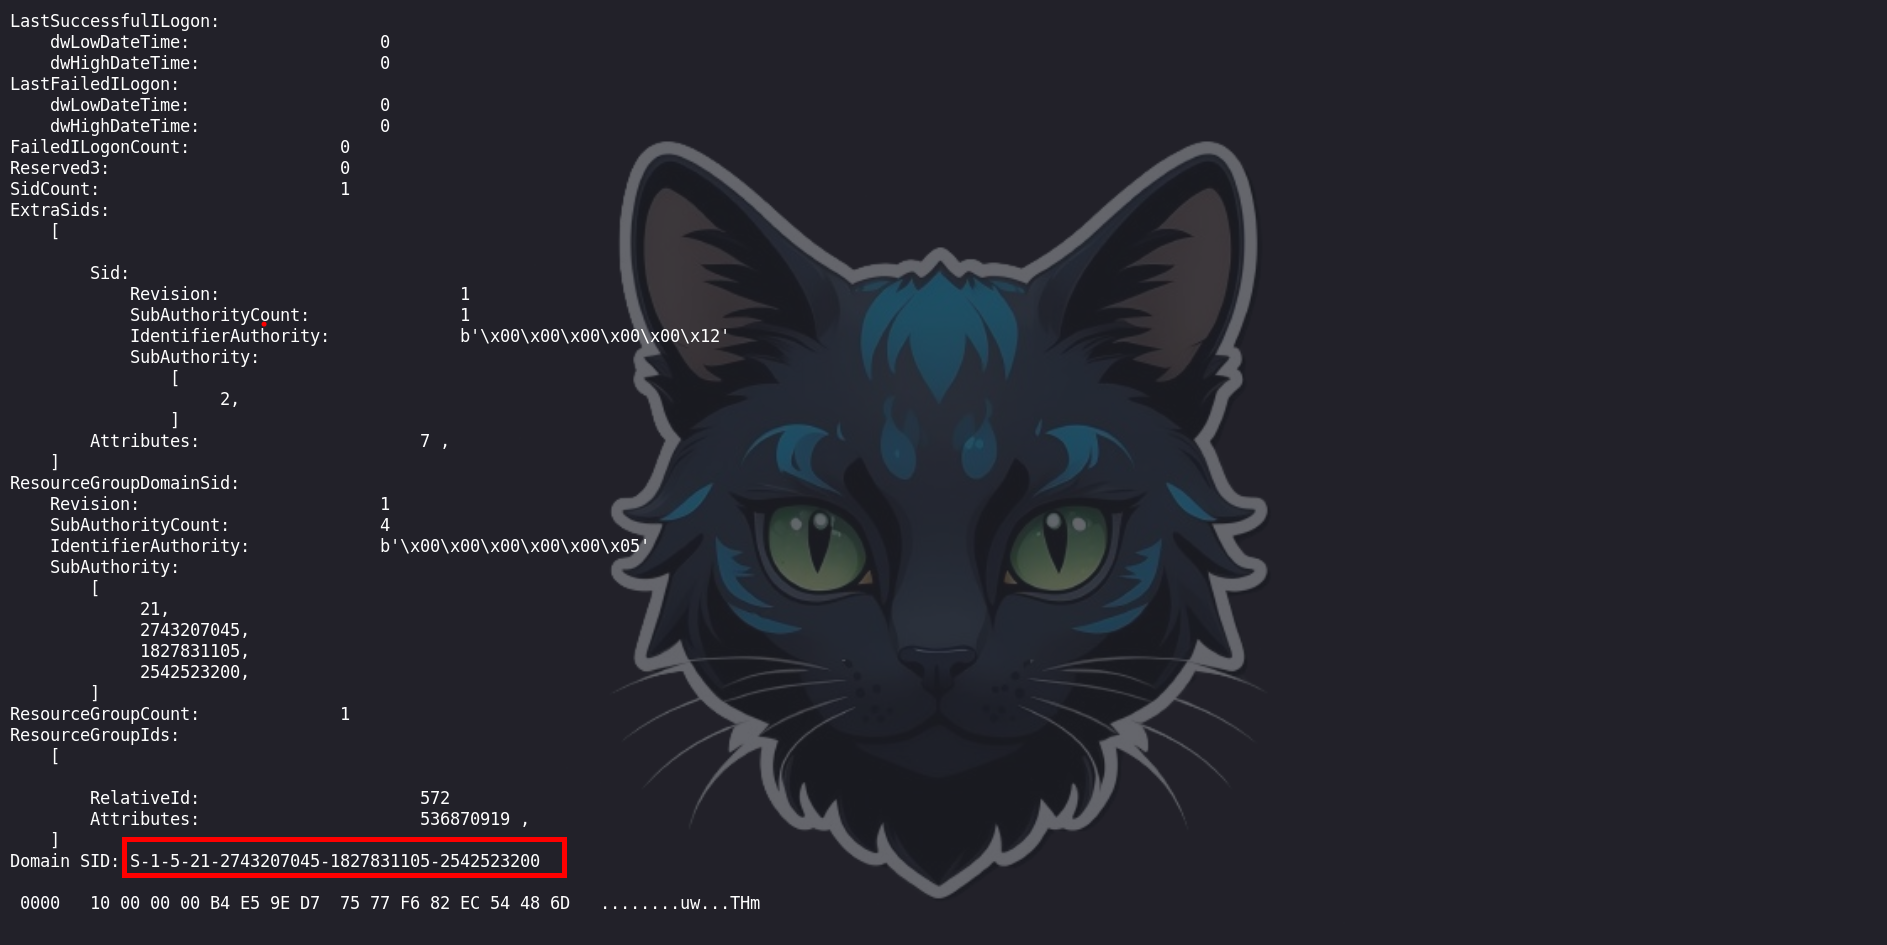 LastSuccessfulILogon:
    dwLowDateTime:                   0
    dwHighDateTime:                  0
LastFailedILogon:
    dwLowDateTime:                   0
    dwHighDateTime:                  0
FailedILogonCount:               0
Reserved3:                       0
SidCount:                        1
ExtraSids:
    [
        Sid:
            Revision:                        1
            SubAuthorityCount:               1
            IdentifierAuthority:             b'\x00\x00\x00\x00\x00\x12'
            SubAuthority:
                [
                     2,
                ]
        Attributes:                      7 ,
    ]
ResourceGroupDomainSid:
    Revision:                        1
    SubAuthorityCount:               4
    IdentifierAuthority:             b'\x00\x00\x00\x00\x00\x05'
    SubAuthority:
        [
             21,
             2743207045,
             1827831105,
             2542523200,
        ]
ResourceGroupCount:              1
ResourceGroupIds:
    [
        RelativeId:                      572
        Attributes:                      536870919 ,
    ]
Domain SID: S-1-5-21-2743207045-1827831105-2542523200
 0000   10 00 00 00 B4 E5 9E D7  75 77 F6 82 EC 54 48 6D   ........uw...THm